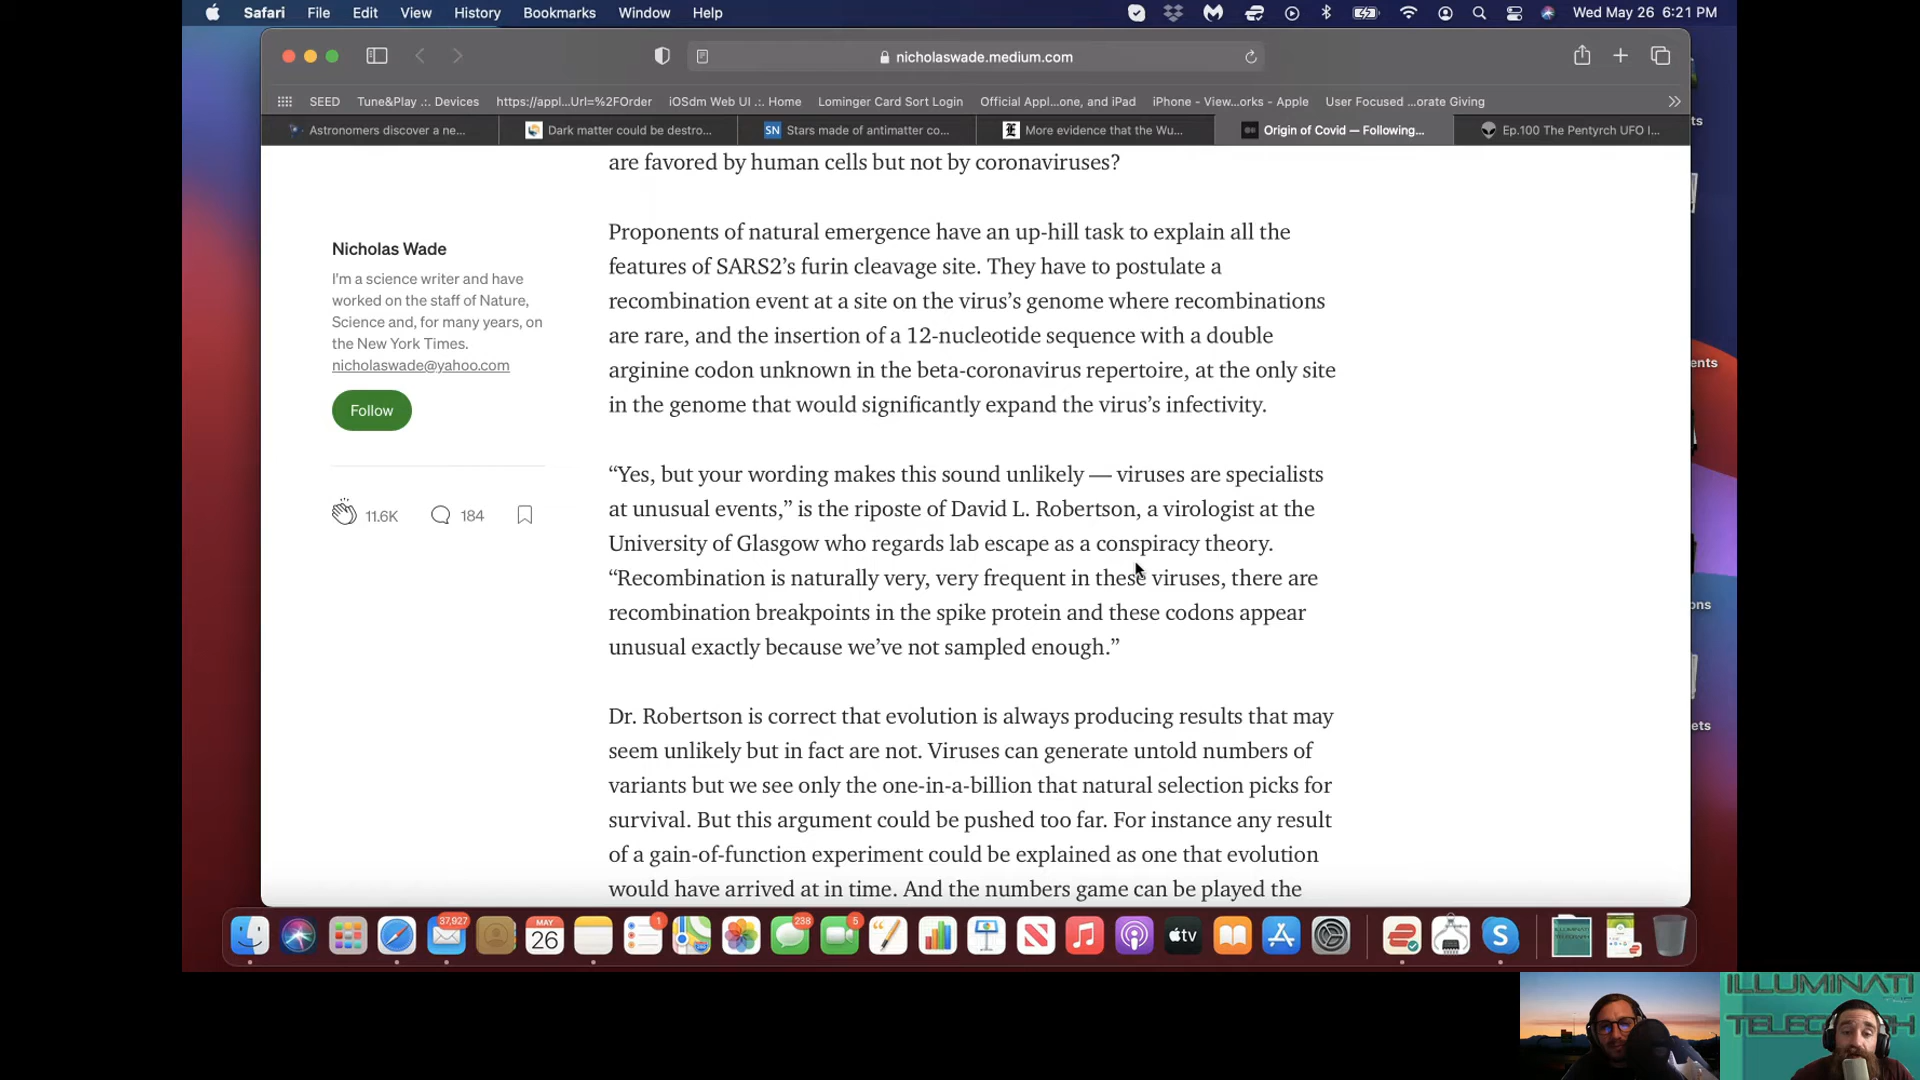 Safari File Edit View History Bookmarks Window Help Wed May 26 6:21 PM
nicholaswade.medium.com
SEED Tune&Play .:. Devices https://appl...Url=%2FOrder iOSdm Web UI .:. Home Lominger Card Sort Login Official Appl...one, and iPad iPhone - View...orks - Apple User Focused ...orate Giving
Astronomers discover a ne... Dark matter could be destro... SN Stars made of antimatter co... More evidence that the Wu... Origin of Covid — Following... Ep.100 The Pentyrch UFO I...
are favored by human cells but not by coronaviruses?
Nicholas Wade
I'm a science writer and have
worked on the staff of Nature,
Science and, for many years, on
the New York Times.
nicholaswade@yahoo.com
Follow
11.6K 184
Proponents of natural emergence have an up-hill task to explain all the
features of SARS2’s furin cleavage site. They have to postulate a
recombination event at a site on the virus’s genome where recombinations
are rare, and the insertion of a 12-nucleotide sequence with a double
arginine codon unknown in the beta-coronavirus repertoire, at the only site
in the genome that would significantly expand the virus’s infectivity.
“Yes, but your wording makes this sound unlikely — viruses are specialists
at unusual events,” is the riposte of David L. Robertson, a virologist at the
University of Glasgow who regards lab escape as a conspiracy theory.
“Recombination is naturally very, very frequent in these viruses, there are
recombination breakpoints in the spike protein and these codons appear
unusual exactly because we’ve not sampled enough.”
Dr. Robertson is correct that evolution is always producing results that may
seem unlikely but in fact are not. Viruses can generate untold numbers of
variants but we see only the one-in-a-billion that natural selection picks for
survival. But this argument could be pushed too far. For instance any result
of a gain-of-function experiment could be explained as one that evolution
would have arrived at in time. And the numbers game can be played the
ts
ents
ons
ets
37,927 MAY 26 1 238 5 tv
ILLUMINATI